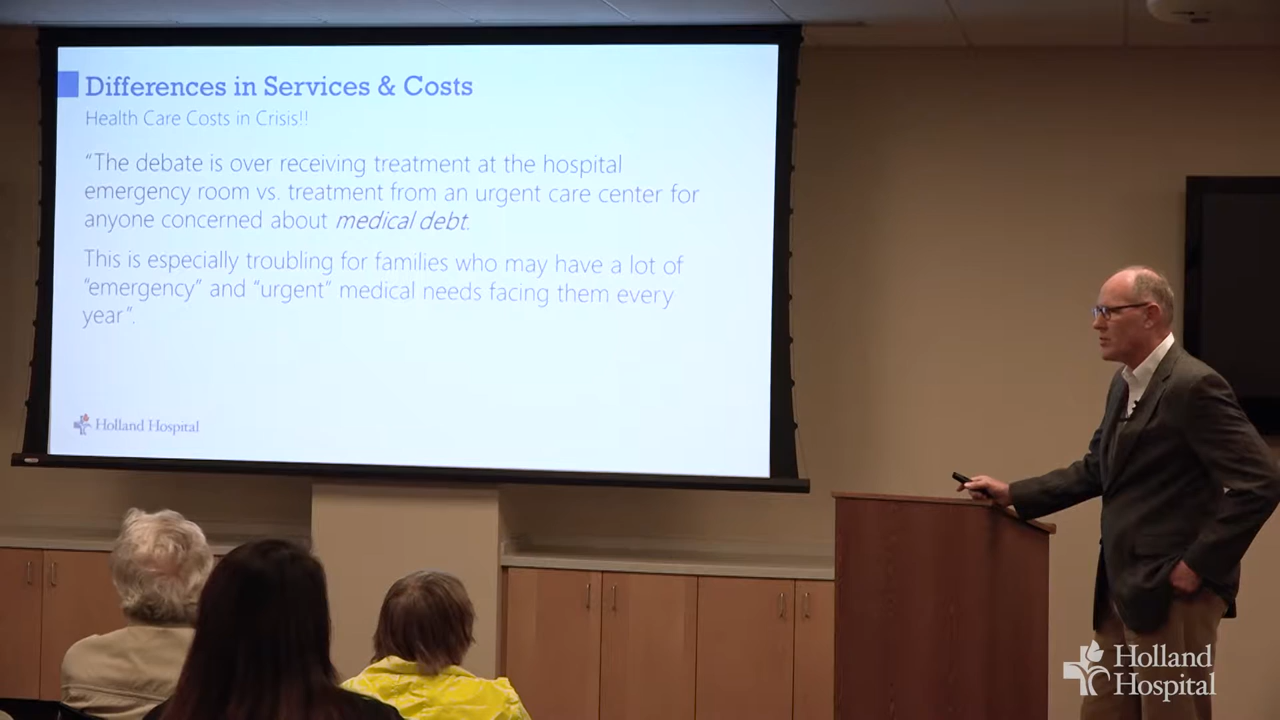 Differences in Services & Costs
Health Care Costs in Crisis!!
“The debate is over receiving treatment at the hospital
emergency room vs. treatment from an urgent care center for
anyone concerned about medical debt.
This is especially troubling for families who may have a lot of
“emergency” and “urgent” medical needs facing them every
year”.
Holland Hospital
Holland
Hospital